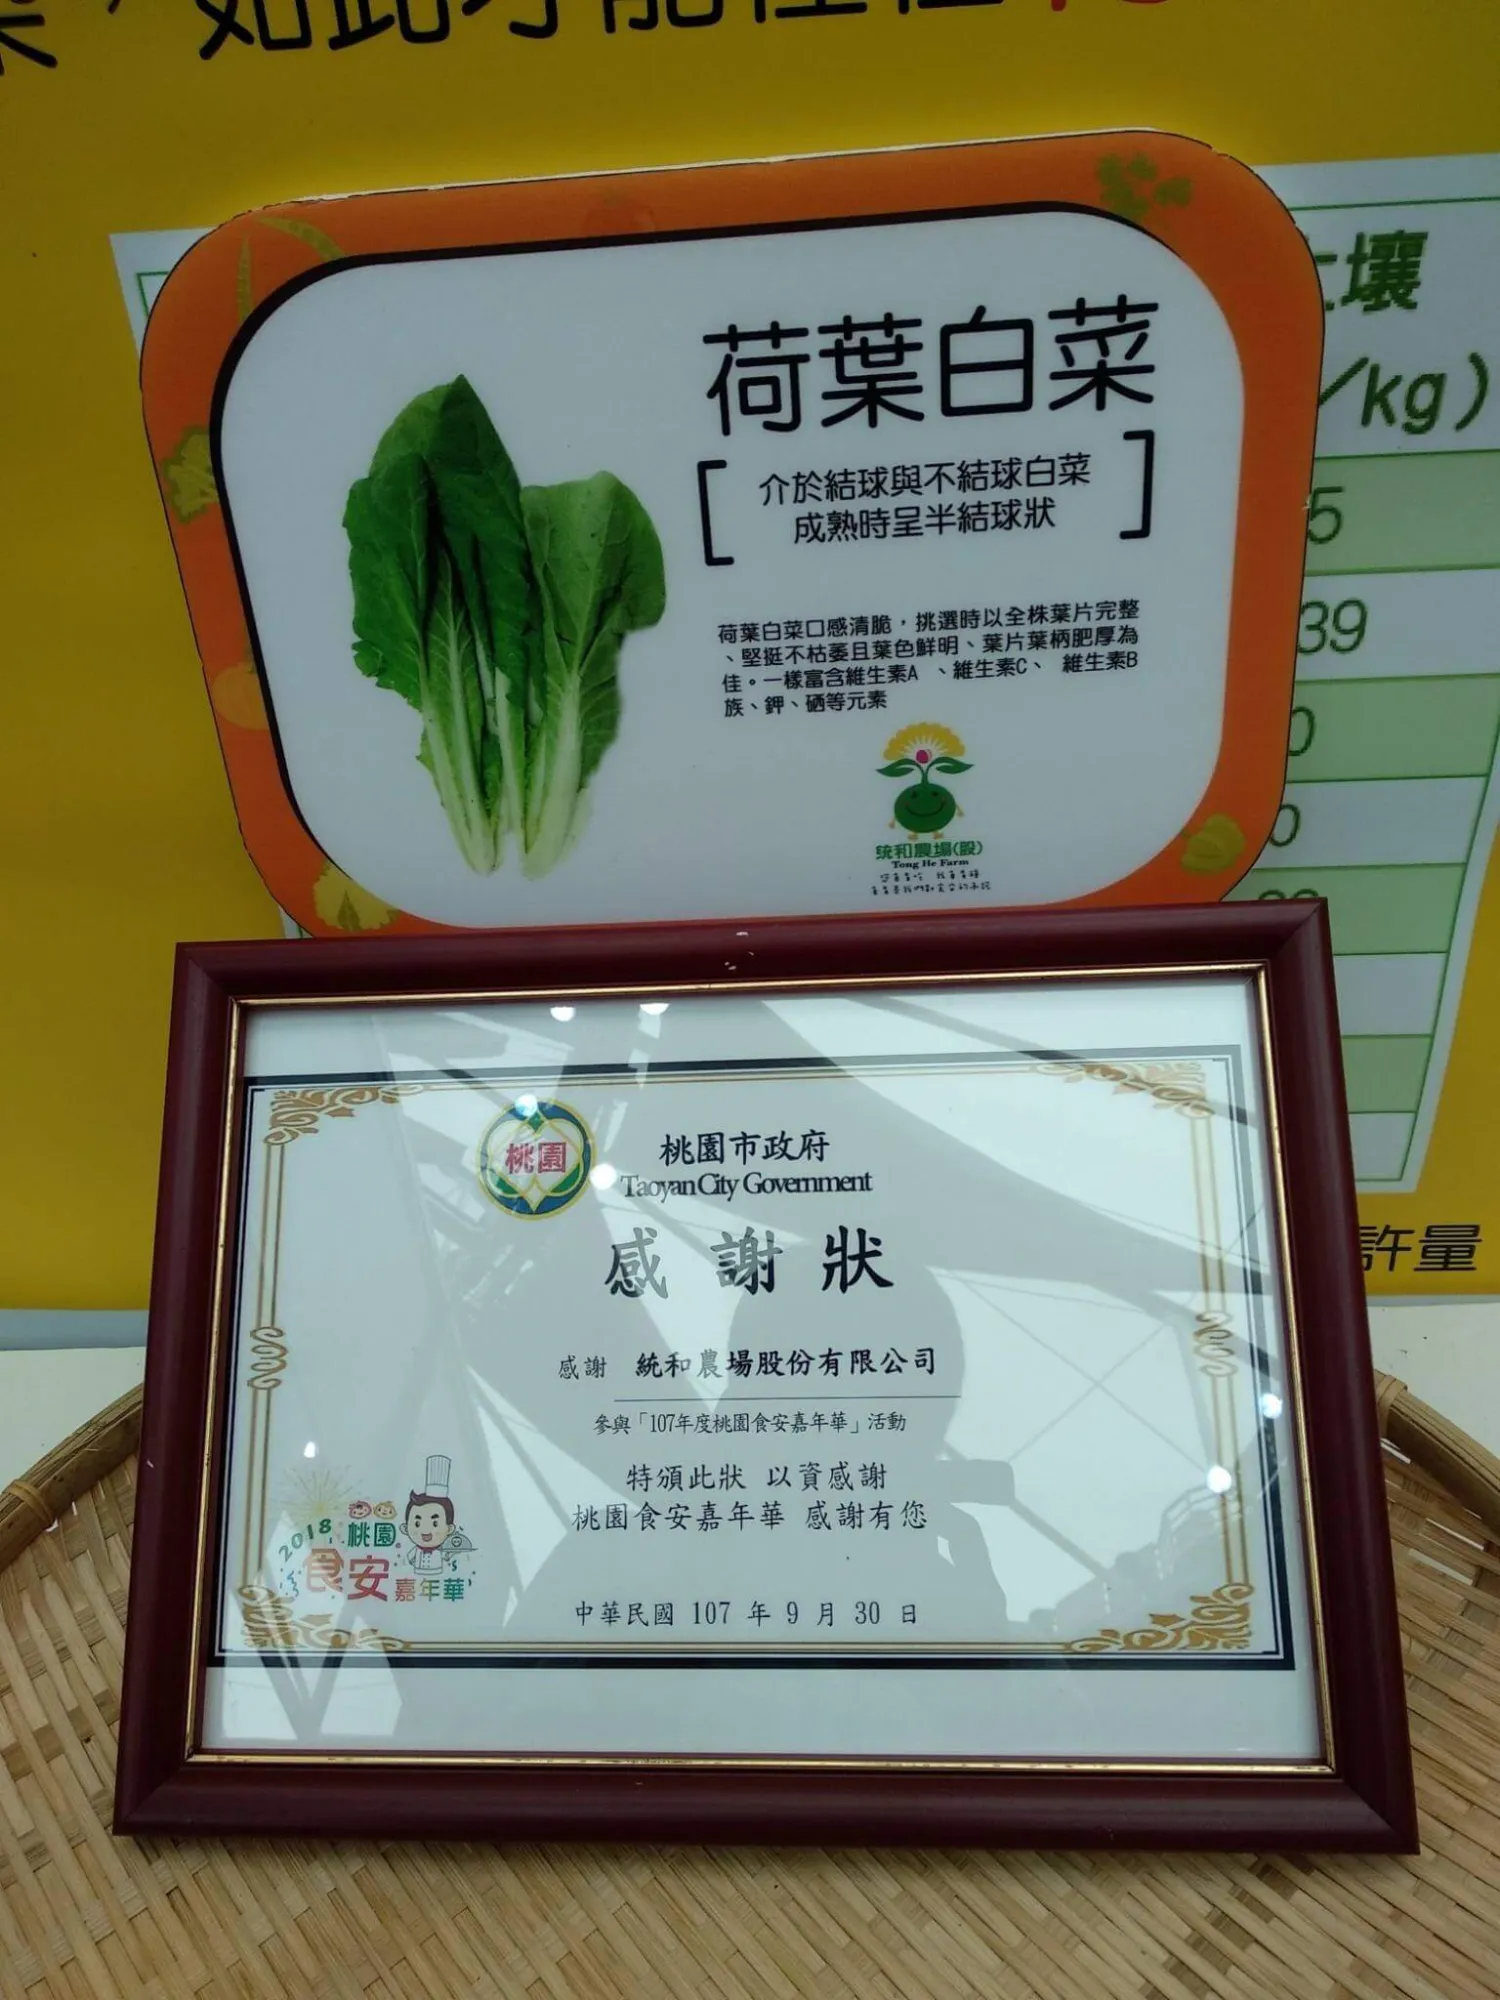 荷葉白菜
介於結球與不結球白菜
成熟時呈半結球狀
荷葉白菜口感清脆，挑選時以全株葉片完整
、堅挺不枯萎且葉色鮮明、葉片葉柄肥厚為
佳。一樣富含維生素A 、維生素C、 維生素B
族、鉀、硒等元素
統和農場(股)
Tong He Farm
壤
/kg)
5
39
0
0
許量
桃園
桃園市政府
Taoyan City Government
感謝狀
感謝 統和農場股份有限公司
參與「107年度桃園食安嘉年華」活動
特頒此狀 以資感謝
桃園食安嘉年華 感謝有您
2018 桃園
食安嘉年華
中華民國 107 年 9 月 30 日